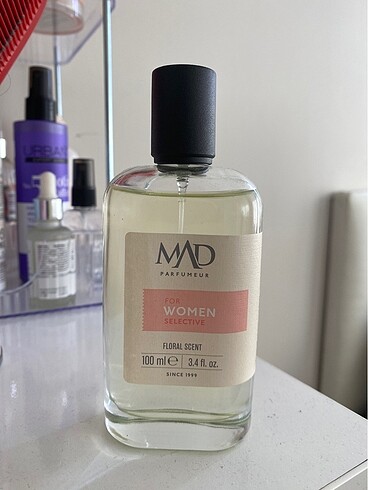 MAD
PARFUMEUR
FOR
WOMEN
SELECTIVE
FLORAL SCENT
100 ml ℮ 3.4 fl. oz.
SINCE 1999
URBAN